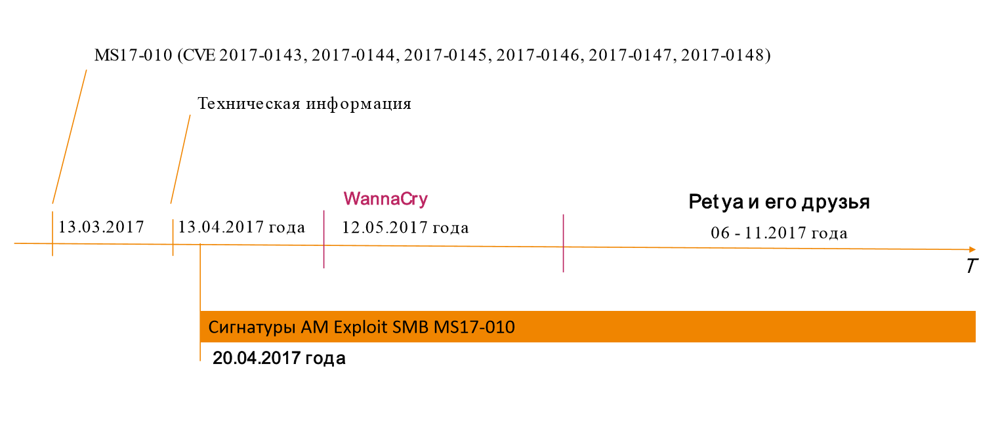 MS17-010 (CVE 2017-0143, 2017-0144, 2017-0145, 2017-0146, 2017-0147, 2017-0148)
Техническая информация
WannaCry
Petya и его друзья
13.03.2017
13.04.2017 года
12.05.2017 года
06 - 11.2017 года
T
Сигнатуры AM Exploit SMB MS17-010
20.04.2017 года